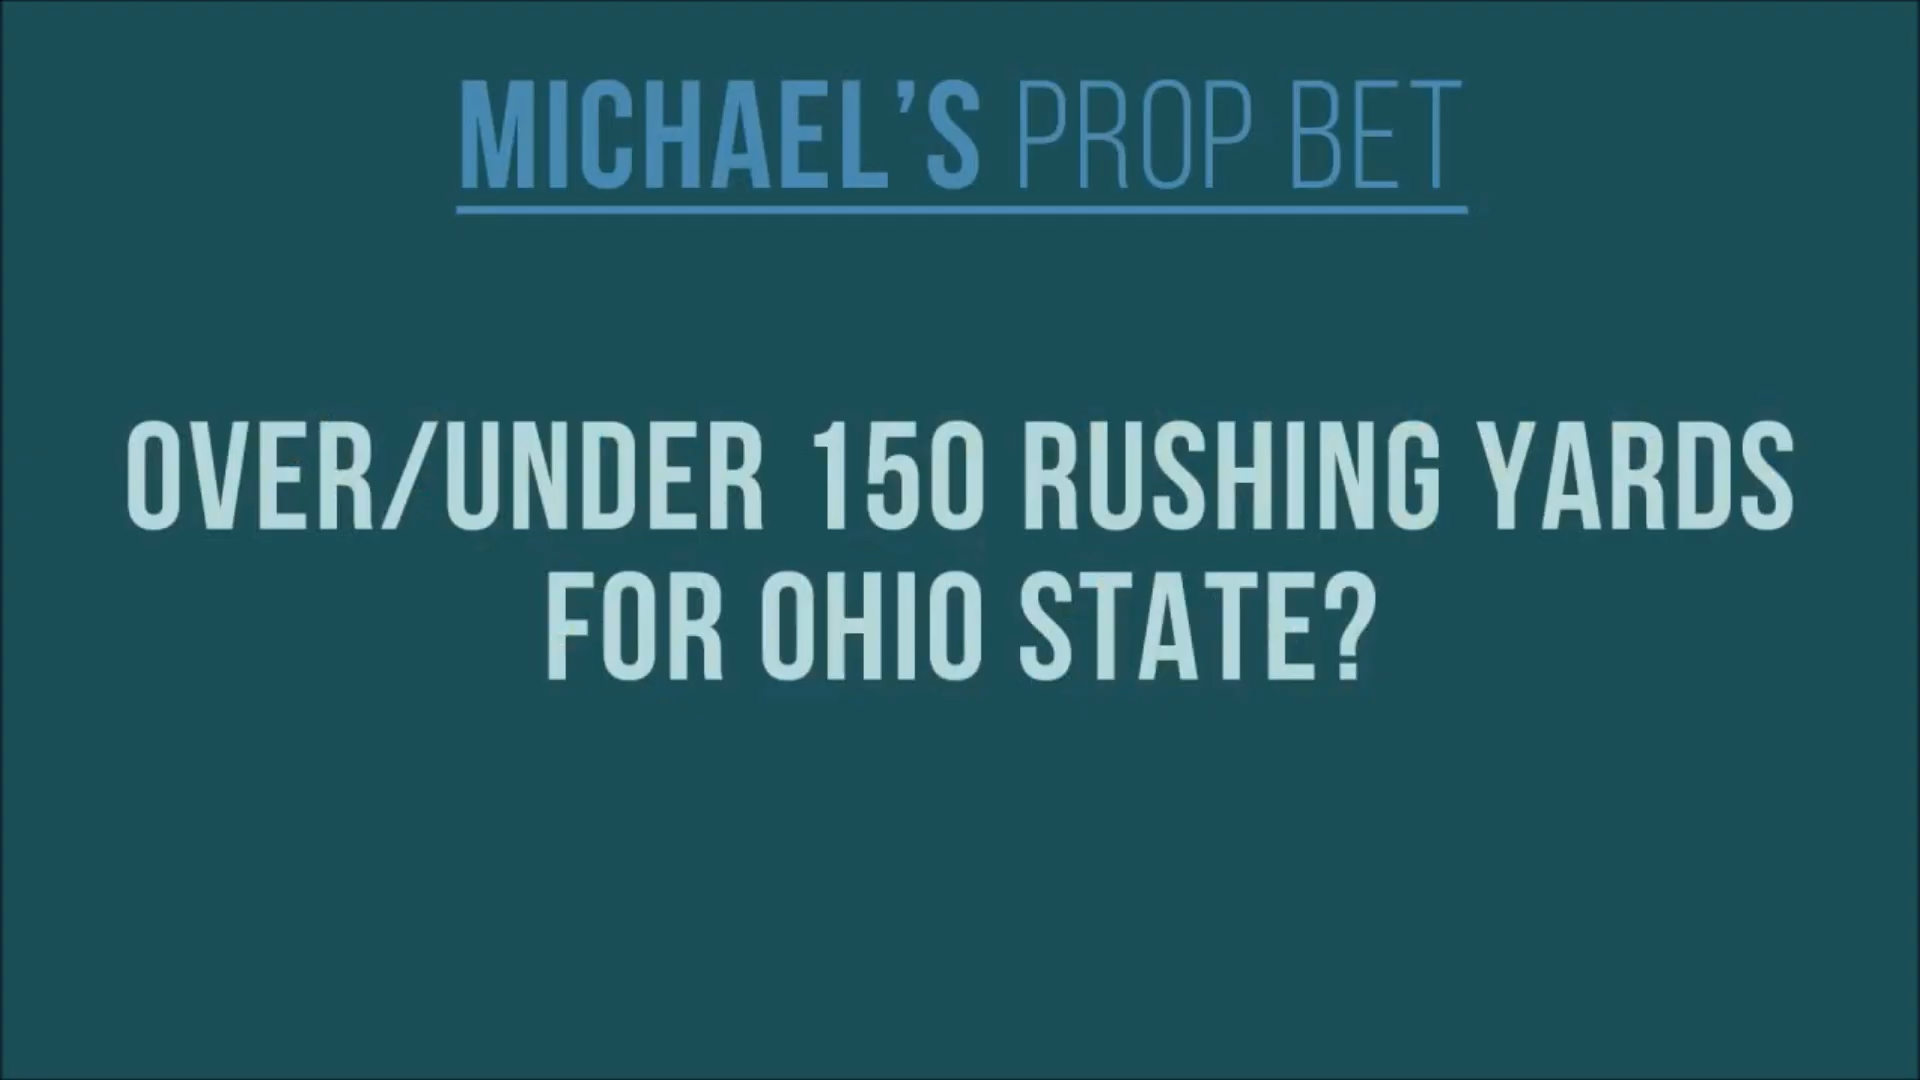 MICHAEL'S PROP BET
OVER/UNDER 150 RUSHING YARDS
FOR OHIO STATE?